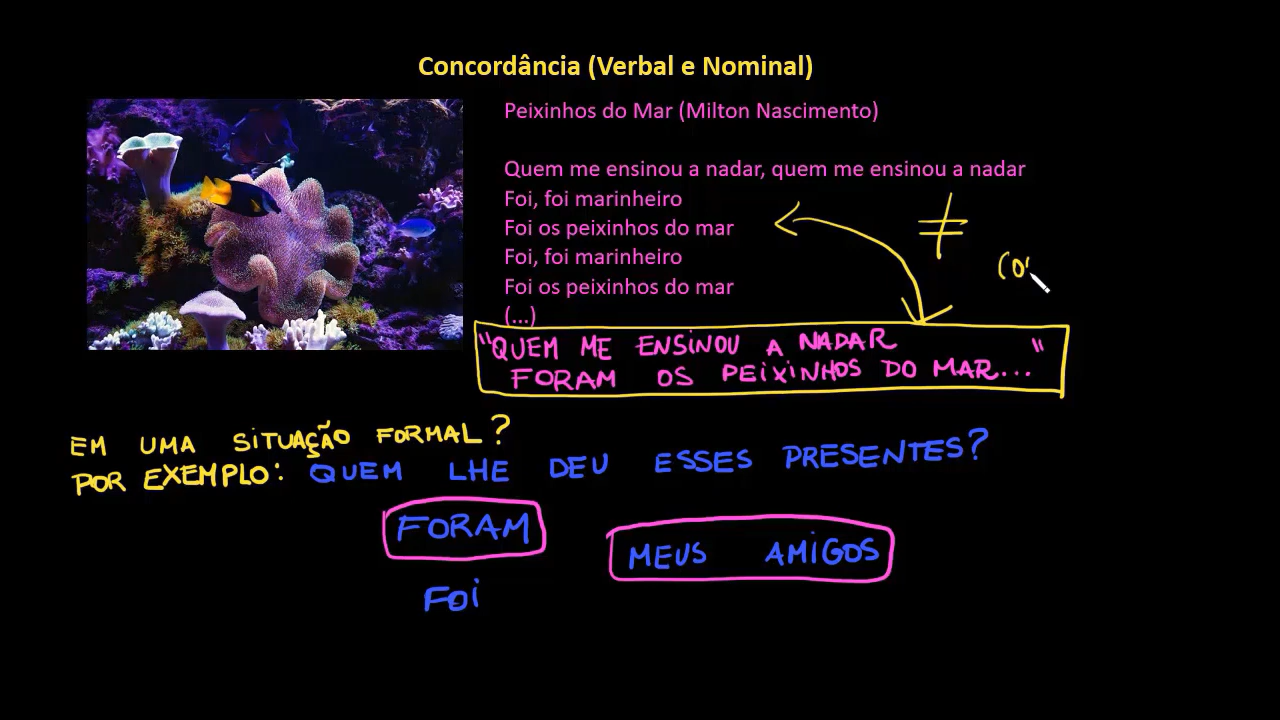 Concordância (Verbal e Nominal)
Peixinhos do Mar (Milton Nascimento)
Quem me ensinou a nadar, quem me ensinou a nadar
Foi, foi marinheiro
Foi os peixinhos do mar
Foi, foi marinheiro
Foi os peixinhos do mar
(...)
≠
"QUEM ME ENSINOU A NADAR
FORAM OS PEIXINHOS DO MAR..."
EM UMA SITUAÇÃO FORMAL?
POR EXEMPLO: QUEM LHE DEU ESSES PRESENTES?
FORAM MEUS AMIGOS
FOI